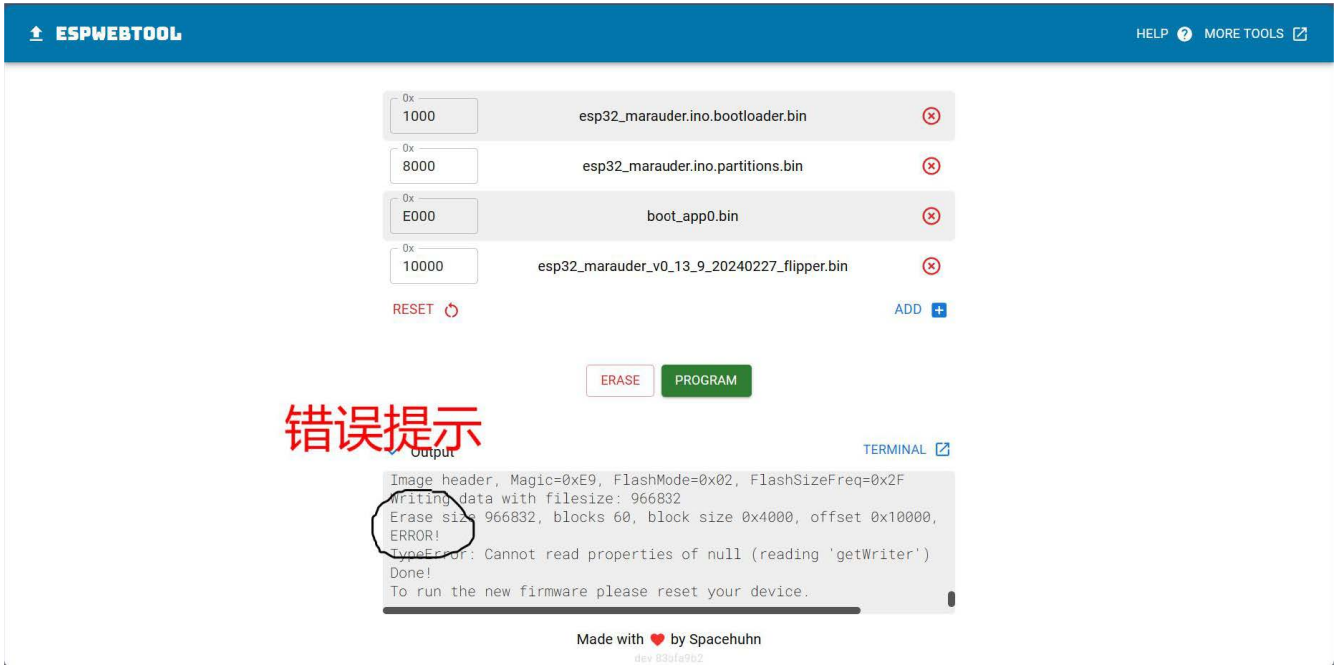 ESPWEBTOOL
HELP ? MORE TOOLS
0x
1000 esp32_marauder.ino.bootloader.bin
0x
8000 esp32_marauder.ino.partitions.bin
0x
E000 boot_app0.bin
0x
10000 esp32_marauder_v0_13_9_20240227_flipper.bin
RESET ADD
ERASE PROGRAM
错误提示
Output TERMINAL
Image header, Magic=0xE9, FlashMode=0x02, FlashSizeFreq=0x2F
Writing data with filesize: 966832
Erase size 966832, blocks 60, block size 0x4000, offset 0x10000,
ERROR!
TypeError: Cannot read properties of null (reading 'getWriter')
Done!
To run the new firmware please reset your device.
Made with ❤ by Spacehuhn